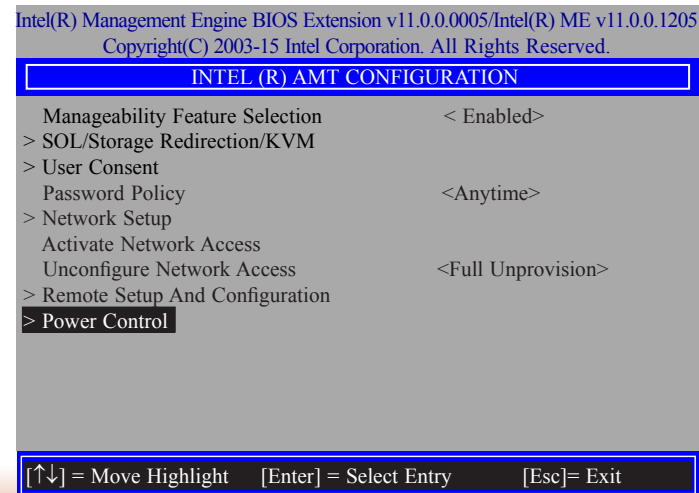 Intel(R) Management Engine BIOS Extension v11.0.0.0005/Intel(R) ME v11.0.0.1205
Copyright(C) 2003-15 Intel Corporation. All Rights Reserved.
INTEL (R) AMT CONFIGURATION
Manageability Feature Selection < Enabled>
> SOL/Storage Redirection/KVM
> User Consent
Password Policy <Anytime>
> Network Setup
Activate Network Access
Unconfigure Network Access <Full Unprovision>
> Remote Setup And Configuration
> Power Control
[↑↓] = Move Highlight [Enter] = Select Entry [Esc]= Exit